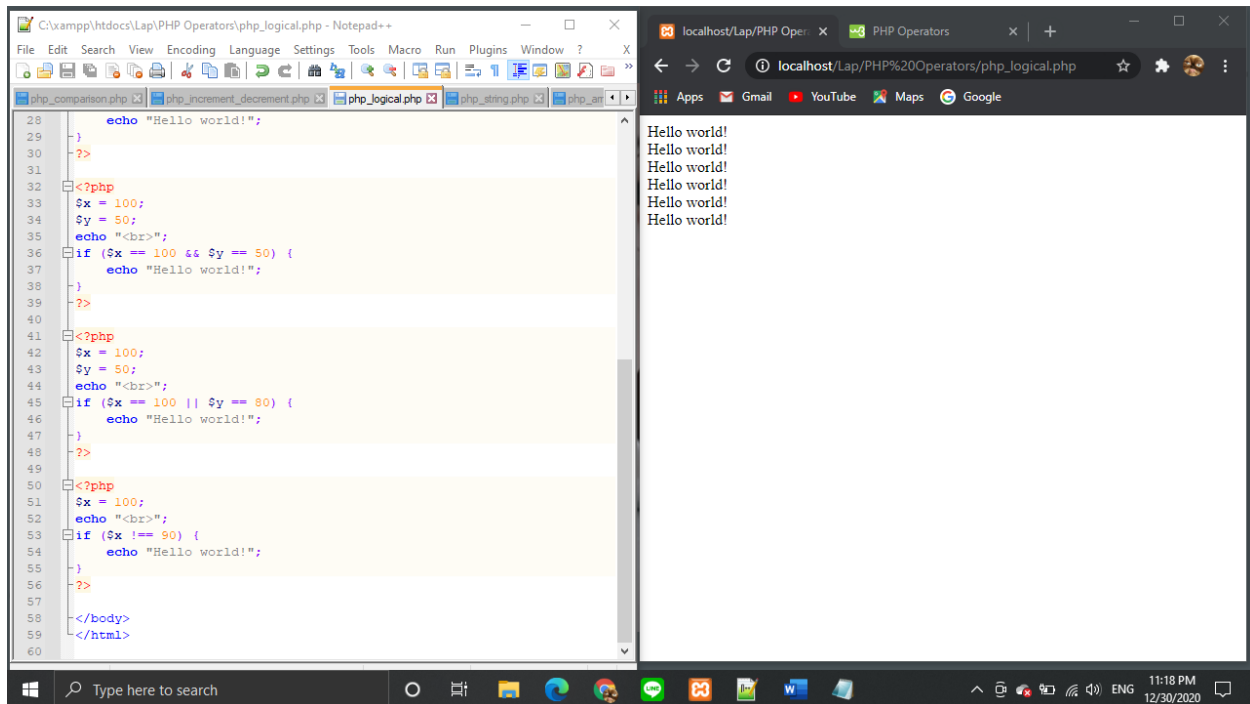 C:\xampp\htdocs\Lap\PHP Operators\php_logical.php - Notepad++
File Edit Search View Encoding Language Settings Tools Macro Run Plugins Window ? X
php_comparison.php php_increment_decrement.php php_logical.php php_string.php php_arr
28 echo "Hello world!";
29 }
30 ?>
31
32 <?php
33 $x = 100;
34 $y = 50;
35 echo "<br>";
36 if ($x == 100 && $y == 50) {
37 echo "Hello world!";
38 }
39 ?>
40
41 <?php
42 $x = 100;
43 $y = 50;
44 echo "<br>";
45 if ($x == 100 || $y == 80) {
46 echo "Hello world!";
47 }
48 ?>
49
50 <?php
51 $x = 100;
52 echo "<br>";
53 if ($x !== 90) {
54 echo "Hello world!";
55 }
56 ?>
57
58 </body>
59 </html>
60
localhost/Lap/PHP Oper PHP Operators
localhost/Lap/PHP%20Operators/php_logical.php
Apps Gmail YouTube Maps Google
Hello world!
Hello world!
Hello world!
Hello world!
Hello world!
Hello world!
Type here to search
ENG
11:18 PM
12/30/2020